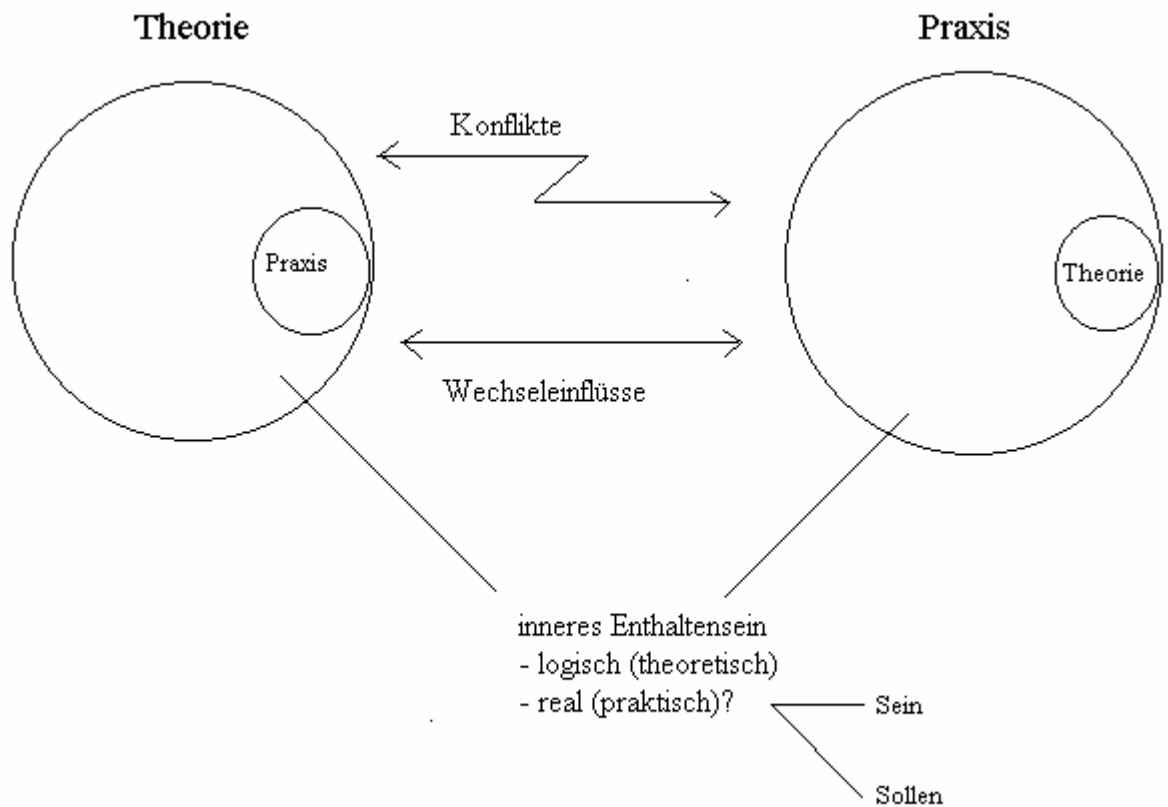 Theorie
Praxis
Konflikte
Praxis
Theorie
Wechseleinflüsse
inneres Enthaltensein
- logisch (theoretisch)
- real (praktisch)?
Sein
Sollen